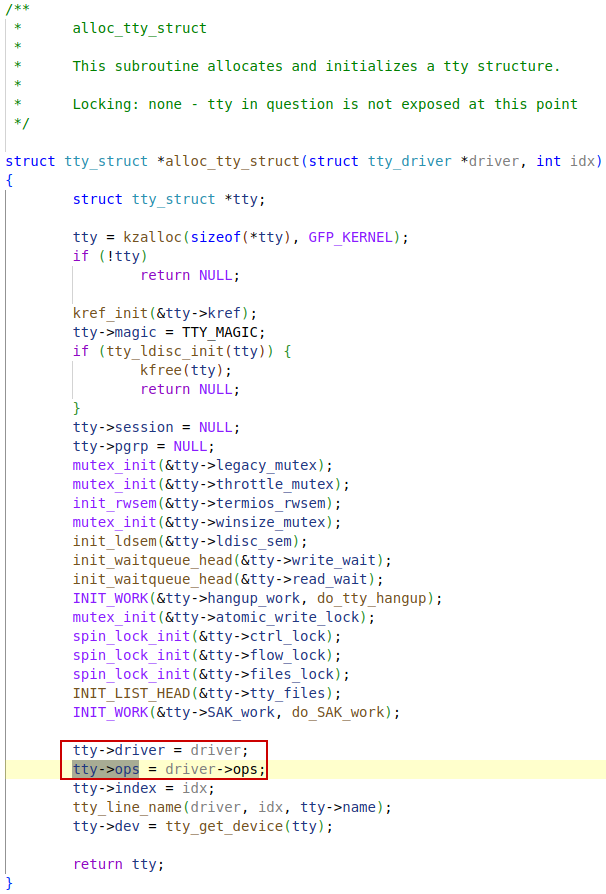 /**
 *      alloc_tty_struct
 *
 *      This subroutine allocates and initializes a tty structure.
 *
 *      Locking: none - tty in question is not exposed at this point
 */

struct tty_struct *alloc_tty_struct(struct tty_driver *driver, int idx)
{
        struct tty_struct *tty;

        tty = kzalloc(sizeof(*tty), GFP_KERNEL);
        if (!tty)
                return NULL;

        kref_init(&tty->kref);
        tty->magic = TTY_MAGIC;
        if (tty_ldisc_init(tty)) {
                kfree(tty);
                return NULL;
        }
        tty->session = NULL;
        tty->pgrp = NULL;
        mutex_init(&tty->legacy_mutex);
        mutex_init(&tty->throttle_mutex);
        init_rwsem(&tty->termios_rwsem);
        mutex_init(&tty->winsize_mutex);
        init_ldsem(&tty->ldisc_sem);
        init_waitqueue_head(&tty->write_wait);
        init_waitqueue_head(&tty->read_wait);
        INIT_WORK(&tty->hangup_work, do_tty_hangup);
        mutex_init(&tty->atomic_write_lock);
        spin_lock_init(&tty->ctrl_lock);
        spin_lock_init(&tty->flow_lock);
        spin_lock_init(&tty->files_lock);
        INIT_LIST_HEAD(&tty->tty_files);
        INIT_WORK(&tty->SAK_work, do_SAK_work);

        tty->driver = driver;
        tty->ops = driver->ops;
        tty->index = idx;
        tty_line_name(driver, idx, tty->name);
        tty->dev = tty_get_device(tty);

        return tty;
}